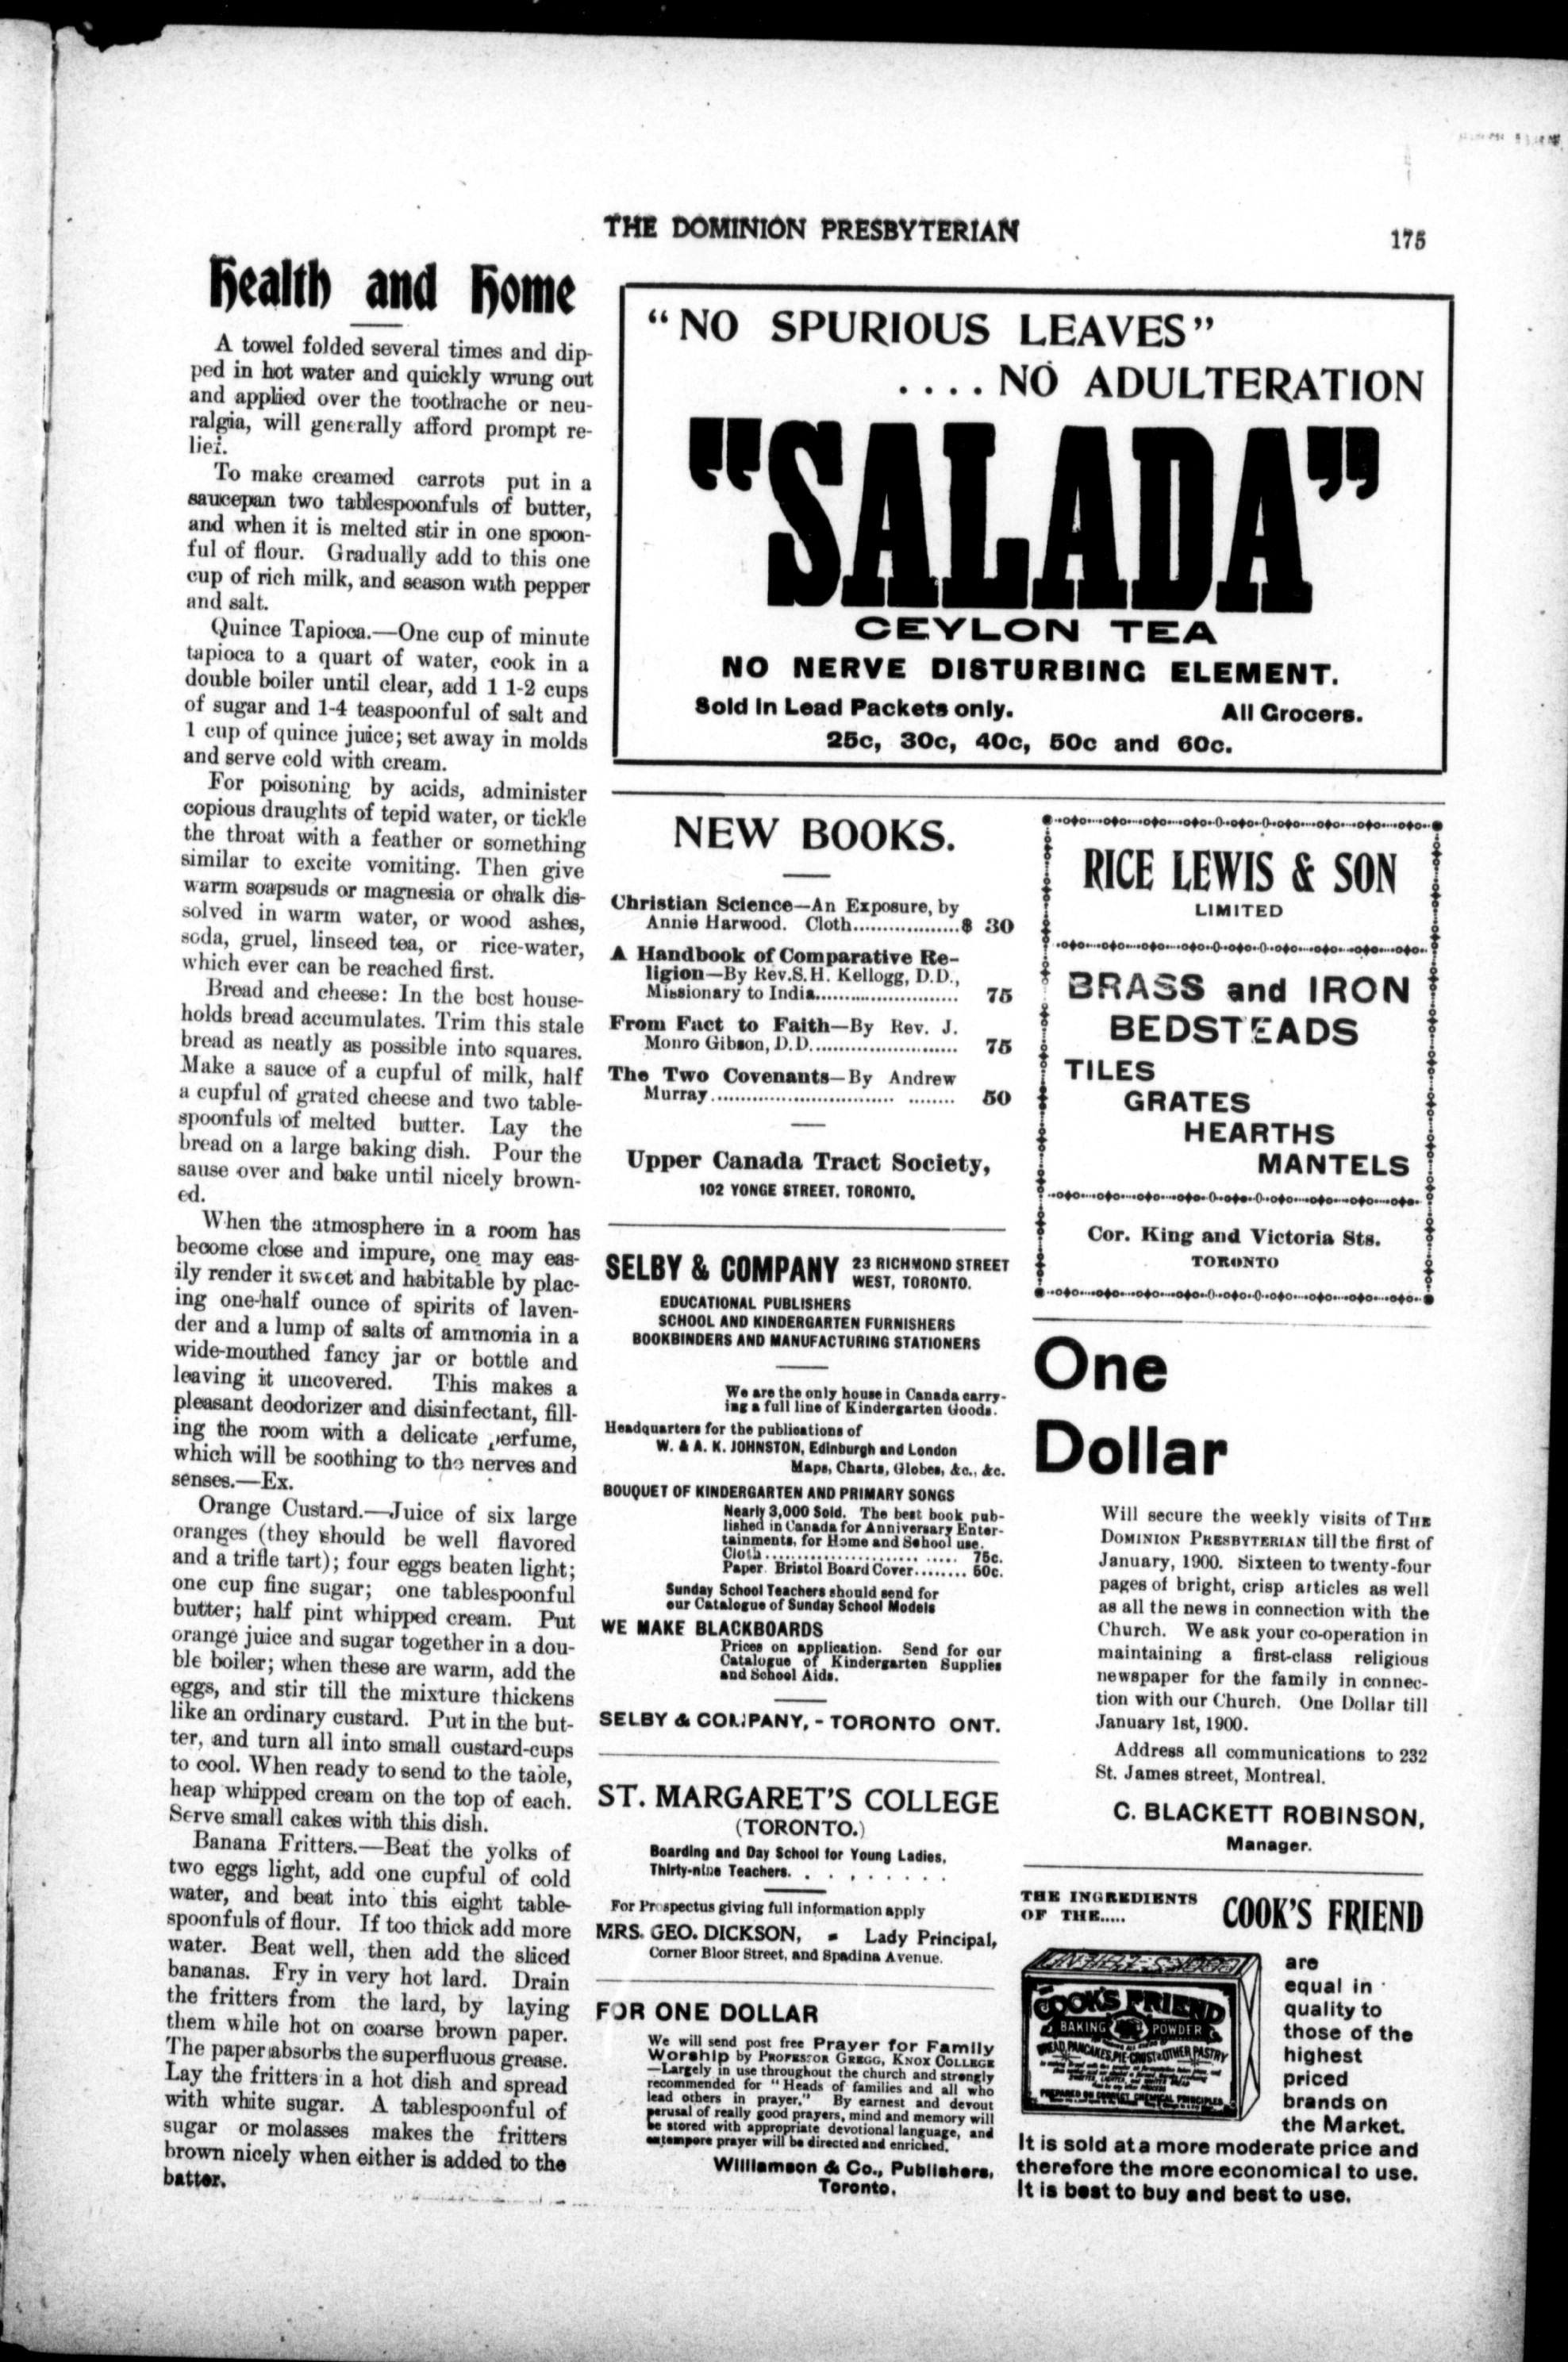 THE DOMINION PRESBYTERIAN
175
Health and Home
A towel folded several times and dip-
ped in hot water and quickly wrung out
and applied over the toothache or neu-
ralgia, will generally afford prompt re-
lief.
To make creamed carrots put in a
saucepan two tablespoonfuls of butter,
and when it is melted stir in one spoon-
ful of flour. Gradually add to this one
cup of rich milk, and season with pepper
and salt.
Quince Tapioca.—One cup of minute
tapioca to a quart of water, cook in a
double boiler until clear, add 1 1-2 cups
of sugar and 1-4 teaspoonful of salt and
1 cup of quince juice; set away in molds
and serve cold with cream.
For poisoning by acids, administer
copious draughts of tepid water, or tickle
the throat with a feather or something
similar to excite vomiting. Then give
warm soapsuds or magnesia or chalk dis-
solved in warm water, or wood ashes,
soda, gruel, linseed tea, or rice-water,
which ever can be reached first.
Bread and cheese: In the best house-
holds bread accumulates. Trim this stale
bread as neatly as possible into squares.
Make a sauce of a cupful of milk, half
a cupful of grated cheese and two table-
spoonfuls of melted butter. Lay the
bread on a large baking dish. Pour the
sause over and bake until nicely brown-
ed.
When the atmosphere in a room has
become close and impure, one may eas-
ily render it sweet and habitable by plac-
ing one-half ounce of spirits of laven-
der and a lump of salts of ammonia in a
wide-mouthed fancy jar or bottle and
leaving it uncovered. This makes a
pleasant deodorizer and disinfectant, fill-
ing the room with a delicate perfume,
which will be soothing to the nerves and
senses.—Ex.
Orange Custard.—Juice of six large
oranges (they should be well flavored
and a trifle tart); four eggs beaten light;
one cup fine sugar; one tablespoonful
butter; half pint whipped cream. Put
orange juice and sugar together in a dou-
ble boiler; when these are warm, add the
eggs, and stir till the mixture thickens
like an ordinary custard. Put in the but-
ter, and turn all into small custard-cups
to cool. When ready to send to the table,
heap whipped cream on the top of each.
Serve small cakes with this dish.
Banana Fritters.—Beat the yolks of
two eggs light, add one cupful of cold
water, and beat into this eight table-
spoonfuls of flour. If too thick add more
water. Beat well, then add the sliced
bananas. Fry in very hot lard. Drain
the fritters from the lard, by laying
them while hot on coarse brown paper.
The paper absorbs the superfluous grease.
Lay the fritters in a hot dish and spread
with white sugar. A tablespoonful of
sugar or molasses makes the fritters
brown nicely when either is added to the
batter.
"NO SPURIOUS LEAVES"
....NO ADULTERATION
"SALADA"
CEYLON TEA
NO NERVE DISTURBING ELEMENT.
Sold in Lead Packets only. All Grocers.
25c, 30c, 40c, 50c and 60c.
NEW BOOKS.
Christian Science—An Exposure, by
Annie Harwood. Cloth..................$ 30
A Handbook of Comparative Re-
ligion—By Rev. S. H. Kellogg, D.D.,
Missionary to India........................ 75
From Fact to Faith—By Rev. J.
Monro Gibson, D.D......................... 75
The Two Covenants—By Andrew
Murray.............................. ........ 50
Upper Canada Tract Society,
102 YONGE STREET, TORONTO.
SELBY & COMPANY 23 RICHMOND STREET
WEST, TORONTO.
EDUCATIONAL PUBLISHERS
SCHOOL AND KINDERGARTEN FURNISHERS
BOOKBINDERS AND MANUFACTURING STATIONERS
We are the only house in Canada carry-
ing a full line of Kindergarten Goods.
Headquarters for the publications of
W. & A. K. JOHNSTON, Edinburgh and London
Maps, Charts, Globes, &c., &c.
BOUQUET OF KINDERGARTEN AND PRIMARY SONGS
Nearly 3,000 Sold. The best book pub-
lished in Canada for Anniversary Enter-
tainments, for Home and School use.
Cloth.......................... ..... 75c.
Paper Bristol Board Cover........ 50c.
Sunday School Teachers should send for
our Catalogue of Sunday School Models
WE MAKE BLACKBOARDS
Prices on application. Send for our
Catalogue of Kindergarten Supplies
and School Aids.
SELBY & COMPANY, - TORONTO ONT.
ST. MARGARET'S COLLEGE
(TORONTO.)
Boarding and Day School for Young Ladies,
Thirty-nine Teachers. . . . . . . . .
For Prospectus giving full information apply
MRS. GEO. DICKSON, - Lady Principal,
Corner Bloor Street, and Spadina Avenue.
FOR ONE DOLLAR
We will send post free Prayer for Family
Worship by PROFESSOR GREGG, KNOX COLLEGE
—Largely in use throughout the church and strongly
recommended for "Heads of families and all who
lead others in prayer." By earnest and devout
perusal of really good prayers, mind and memory will
be stored with appropriate devotional language, and
extempore prayer will be directed and enriched.
Williamson & Co., Publishers,
Toronto.
RICE LEWIS & SON
LIMITED
BRASS and IRON
BEDSTEADS
TILES
GRATES
HEARTHS
MANTELS
Cor. King and Victoria Sts.
TORONTO
One
Dollar
Will secure the weekly visits of THE
DOMINION PRESBYTERIAN till the first of
January, 1900. Sixteen to twenty-four
pages of bright, crisp articles as well
as all the news in connection with the
Church. We ask your co-operation in
maintaining a first-class religious
newspaper for the family in connec-
tion with our Church. One Dollar till
January 1st, 1900.
Address all communications to 232
St. James street, Montreal.
C. BLACKETT ROBINSON,
Manager.
THE INGREDIENTS
OF THE.....
COOK'S FRIEND
COOK'S FRIEND
BAKING POWDER
BREAD, PANCAKES, PIE-CRUST & OTHER PASTRY
PREPARED ON CORRECT CHEMICAL PRINCIPLES
are
equal in
quality to
those of the
highest
priced
brands on
the Market.
It is sold at a more moderate price and
therefore the more economical to use.
It is best to buy and best to use.